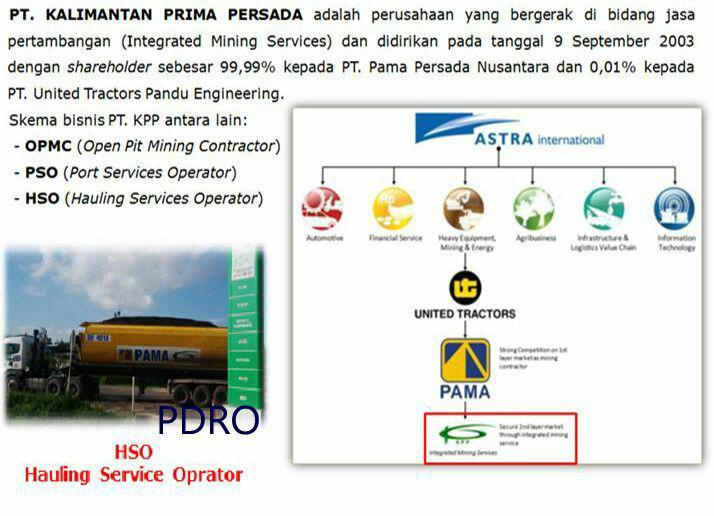 PT. KALIMANTAN PRIMA PERSADA adalah perusahaan yang bergerak di bidang jasa
pertambangan (Integrated Mining Services) dan didirikan pada tanggal 9 September 2003
dengan shareholder sebesar 99,99% kepada PT. Pama Persada Nusantara dan 0,01% kepada
PT. United Tractors Pandu Engineering.
Skema bisnis PT. KPP antara lain:
- OPMC (Open Pit Mining Contractor)
- PSO (Port Services Operator)
- HSO (Hauling Services Operator)
ASTRA international
Automotive
Financial Service
Heavy Equipment,
Mining & Energy
Agribusiness
Infrastructure &
Logistics Value Chain
Information
Technology
UNITED TRACTORS
Strong Competition on 1st
layer market as mining
contractor
PAMA
Secure 2nd layer market
through integrated mining
service
KPP
Integrated Mining Services
PAMA
PDRO
HSO
Hauling Service Oprator